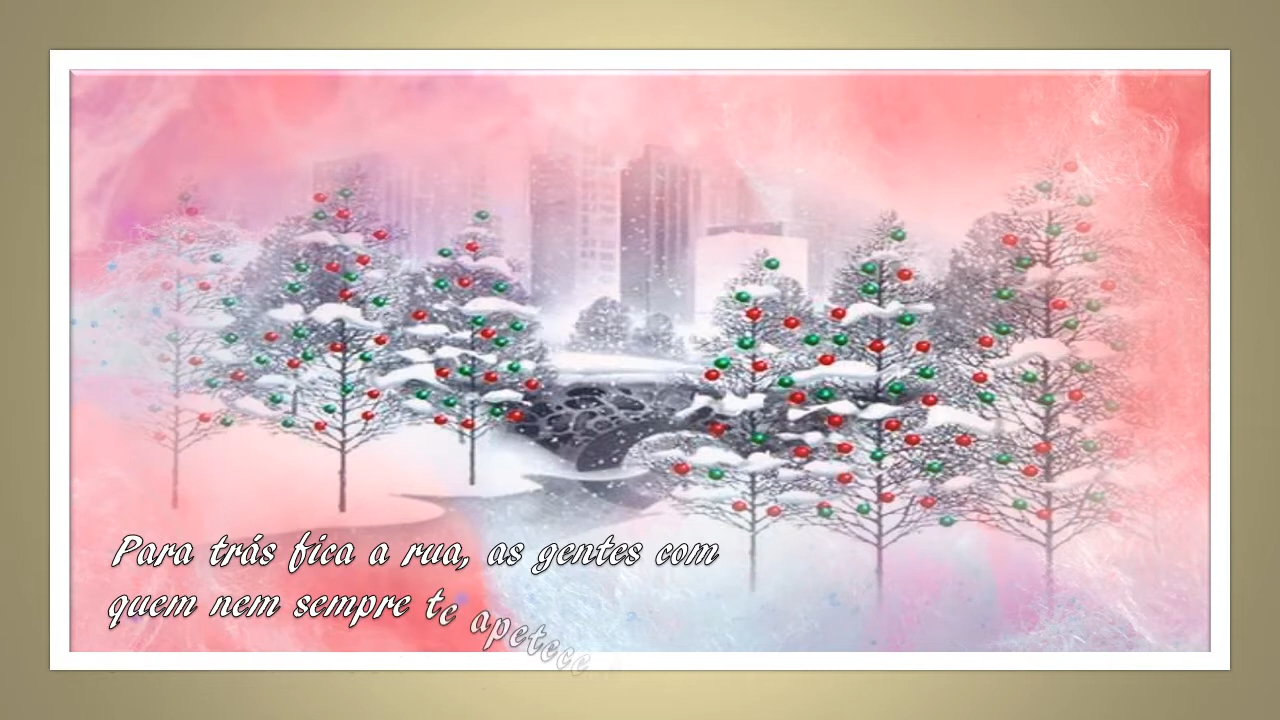 Para trás fica a rua, as gentes com
quem nem sempre te apetece